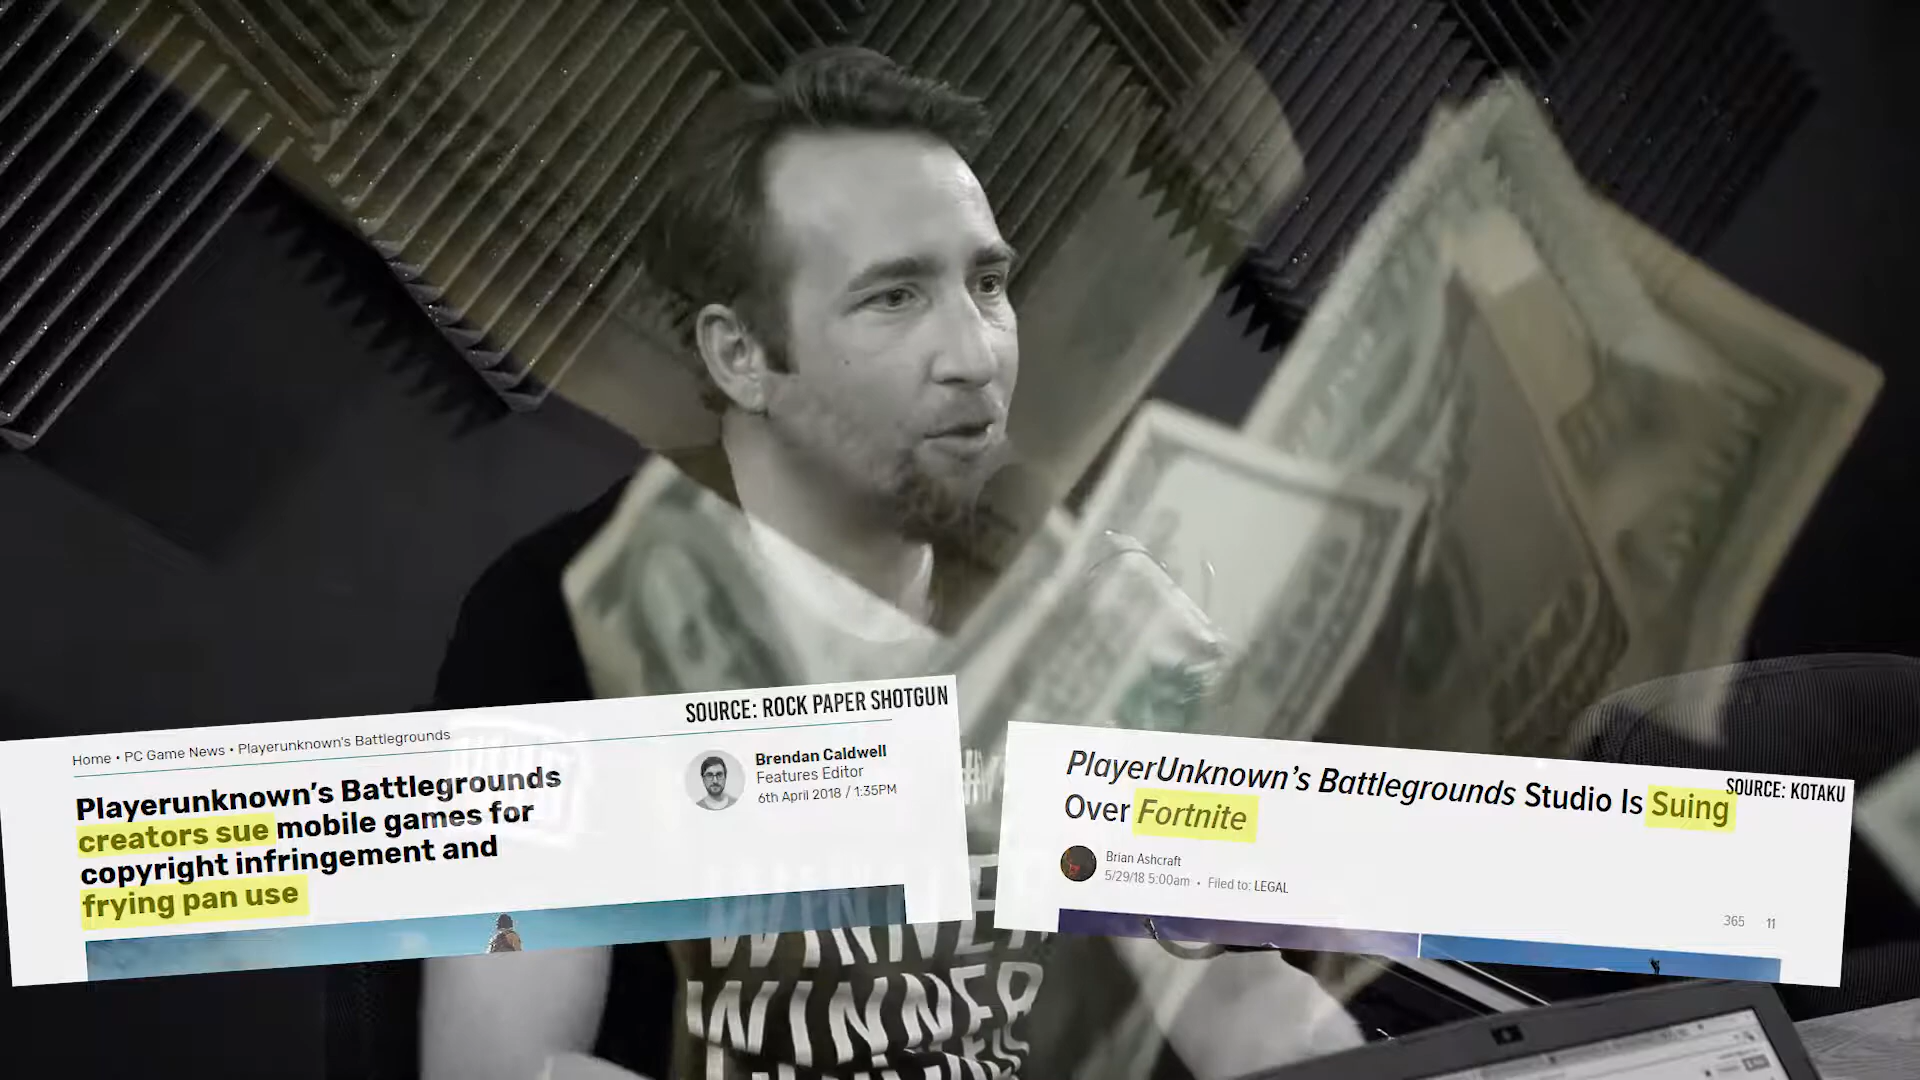 SOURCE: ROCK PAPER SHOTGUN
Home • PC Game News • Playerunknown's Battlegrounds
Playerunknown's Battlegrounds
creators sue mobile games for
copyright infringement and
frying pan use
Brendan Caldwell
Features Editor
6th April 2018 / 1:35PM
SOURCE: KOTAKU
PlayerUnknown's Battlegrounds Studio Is Suing
Over Fortnite
Brian Ashcraft
5/29/18 5:00am • Filed to: LEGAL
365 11
WINNER
WINNER